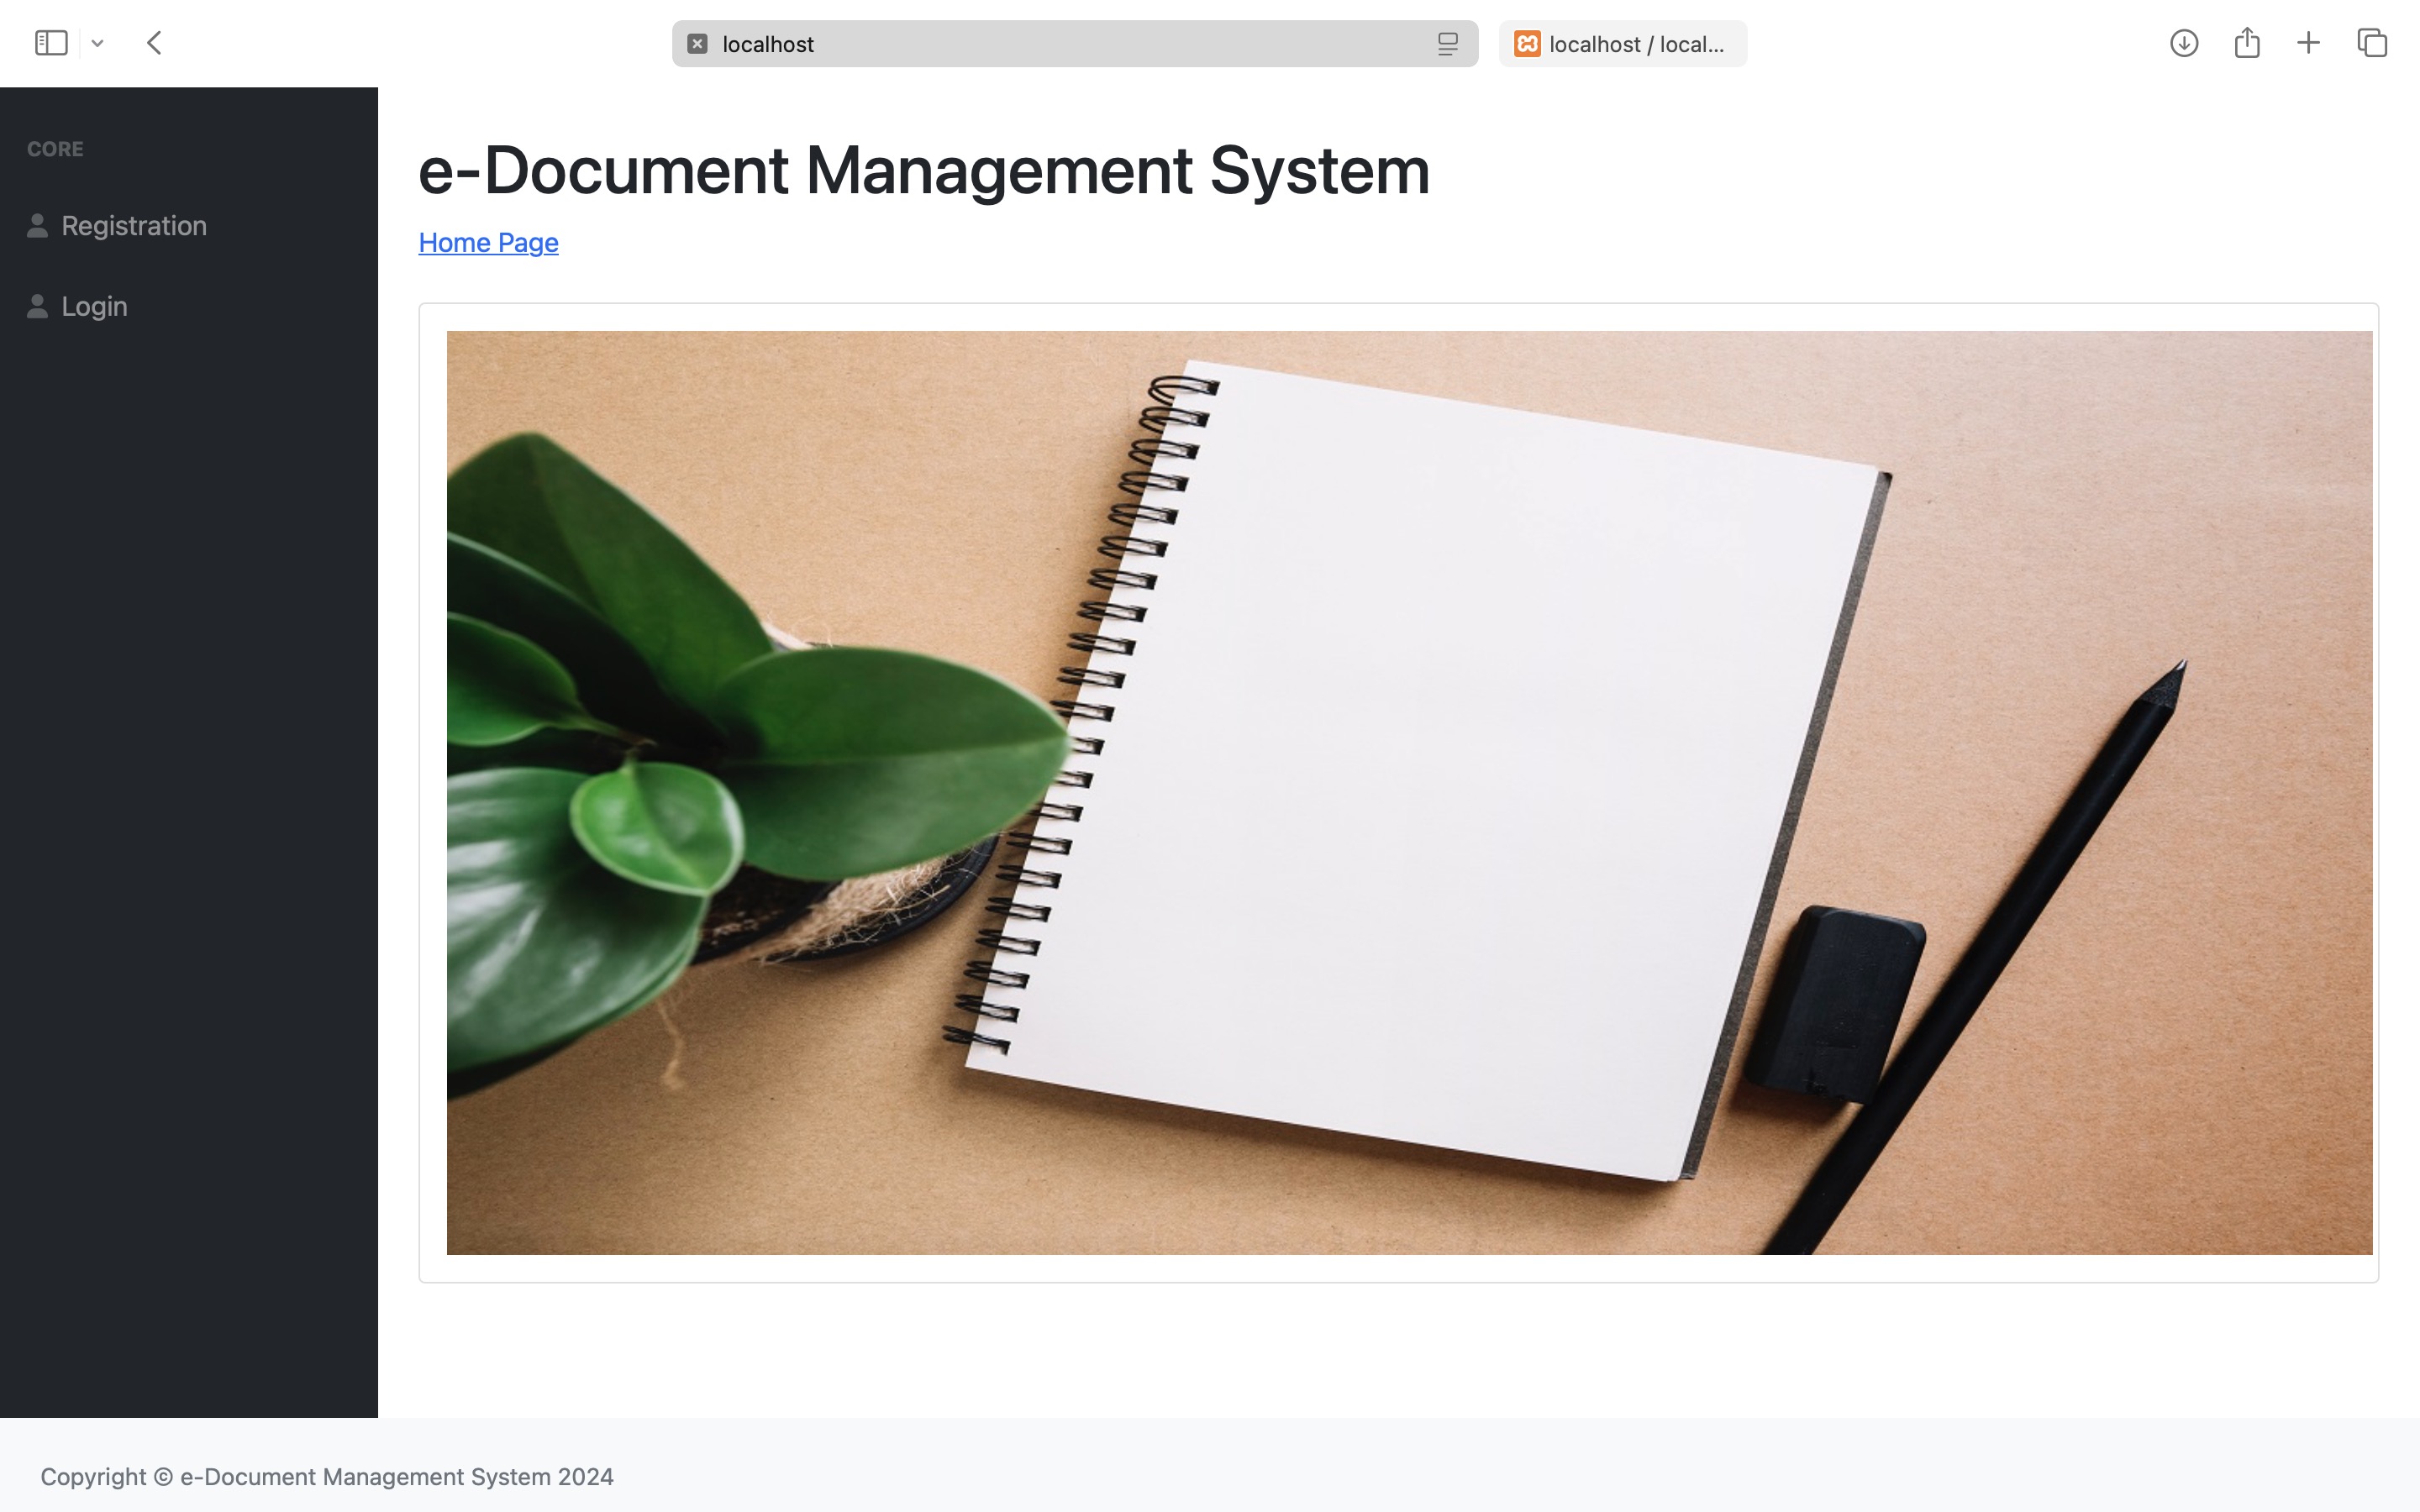 localhost
localhost / local...
CORE
Registration
Login
e-Document Management System
Home Page
Copyright © e-Document Management System 2024